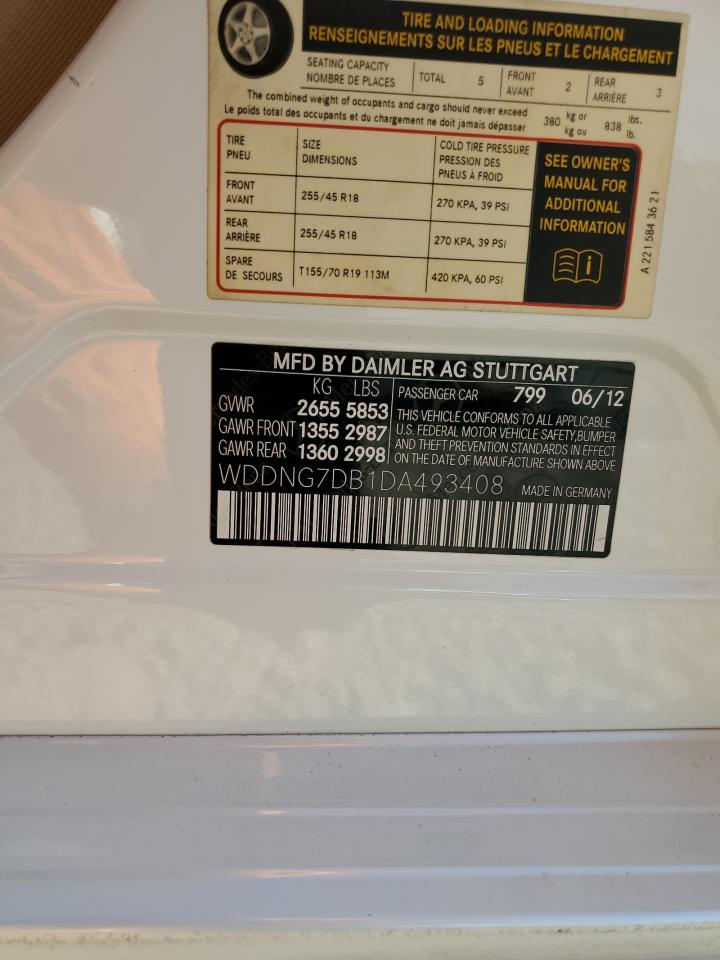 TIRE AND LOADING INFORMATION
RENSEIGNEMENTS SUR LES PNEUS ET LE CHARGEMENT
SEATING CAPACITY
NOMBRE DE PLACES
TOTAL 5
FRONT
AVANT
2
REAR
ARRIÈRE
3
The combined weight of occupants and cargo should never exceed
Le poids total des occupants et du chargement ne doit jamais dépasser
380 kg or
kg ou
838 lbs.
lb.
TIRE
PNEU
SIZE
DIMENSIONS
COLD TIRE PRESSURE
PRESSION DES
PNEUS À FROID
FRONT
AVANT
255/45 R18
270 KPA, 39 PSI
REAR
ARRIÈRE
255/45 R18
270 KPA, 39 PSI
SPARE
DE SECOURS
T155/70 R19 113M
420 KPA, 60 PSI
SEE OWNER'S
MANUAL FOR
ADDITIONAL
INFORMATION
A 221 584 36 21
MFD BY DAIMLER AG STUTTGART
KG LBS
GVWR 2655 5853
GAWR FRONT 1355 2987
GAWR REAR 1360 2998
PASSENGER CAR 799 06/12
THIS VEHICLE CONFORMS TO ALL APPLICABLE
U.S. FEDERAL MOTOR VEHICLE SAFETY,BUMPER
AND THEFT PREVENTION STANDARDS IN EFFECT
ON THE DATE OF MANUFACTURE SHOWN ABOVE
WDDNG7DB1DA493408 MADE IN GERMANY